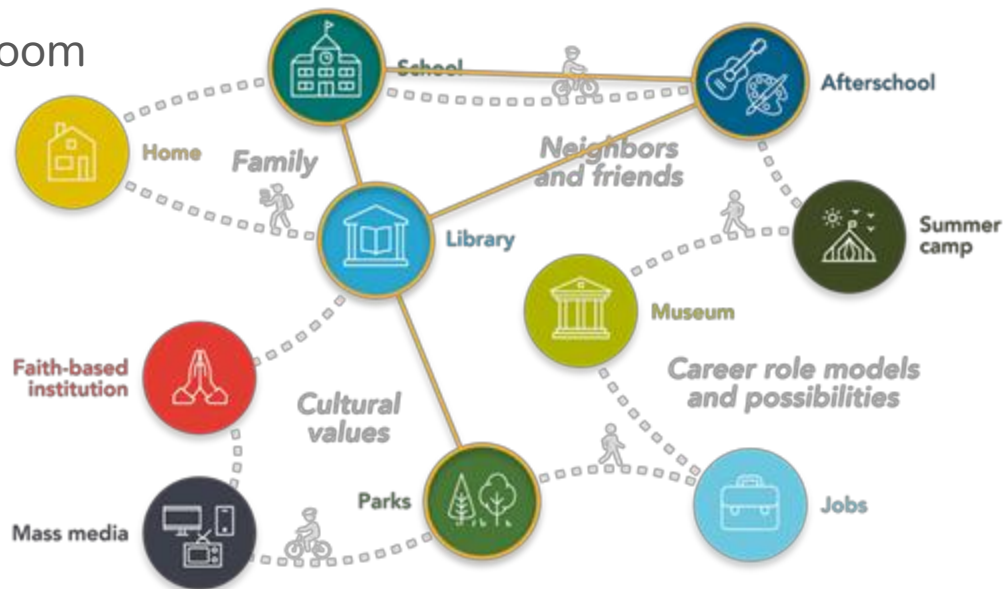 oom
School
Afterschool
Home
Family
Neighbors
and friends
Library
Summer
camp
Museum
Faith-based
institution
Career role models
and possibilities
Cultural
values
Parks
Jobs
Mass media